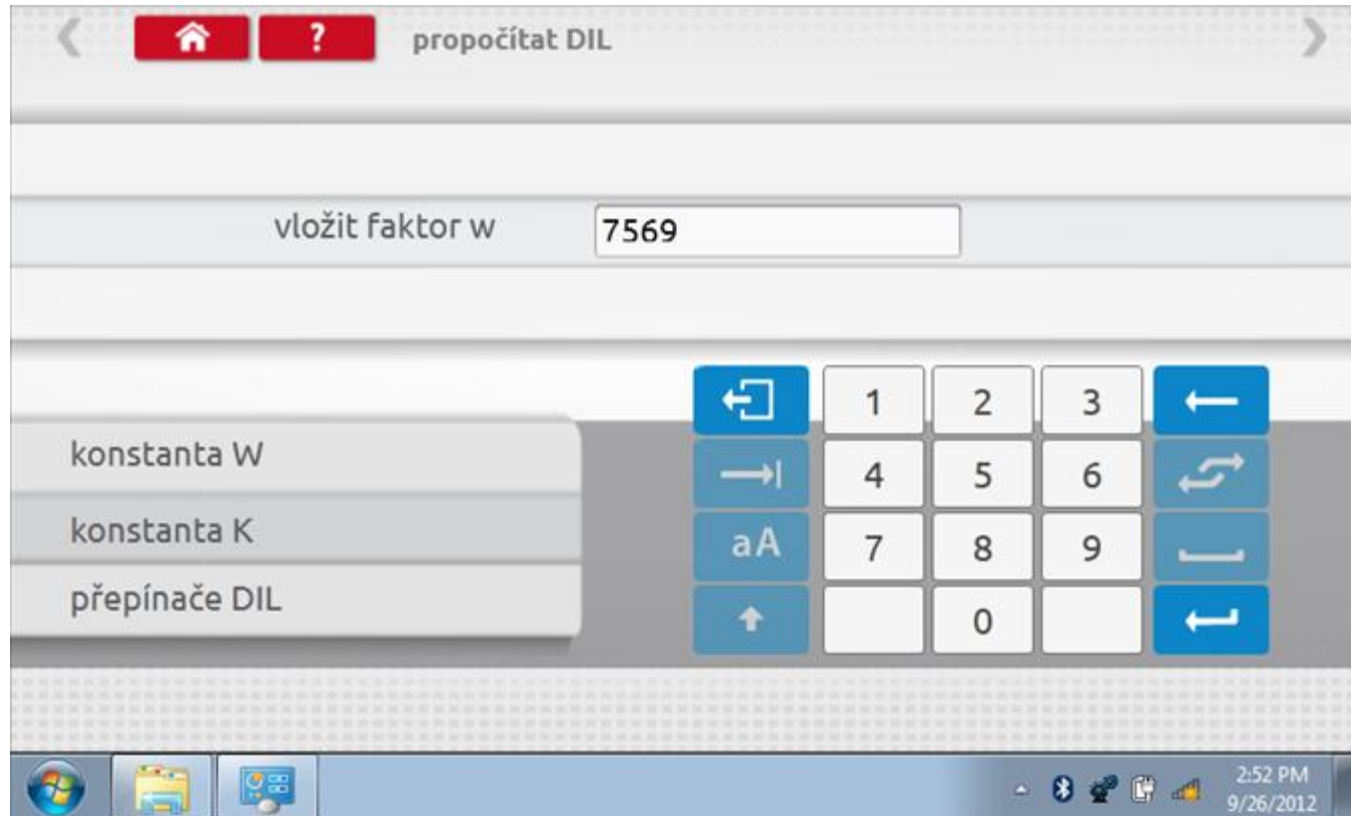 ? propočítat DIL
vložit faktor w 7569
1 2 3
konstanta W
4 5 6
konstanta K
aA 7 8 9
přepínače DIL
0
2:52 PM
9/26/2012